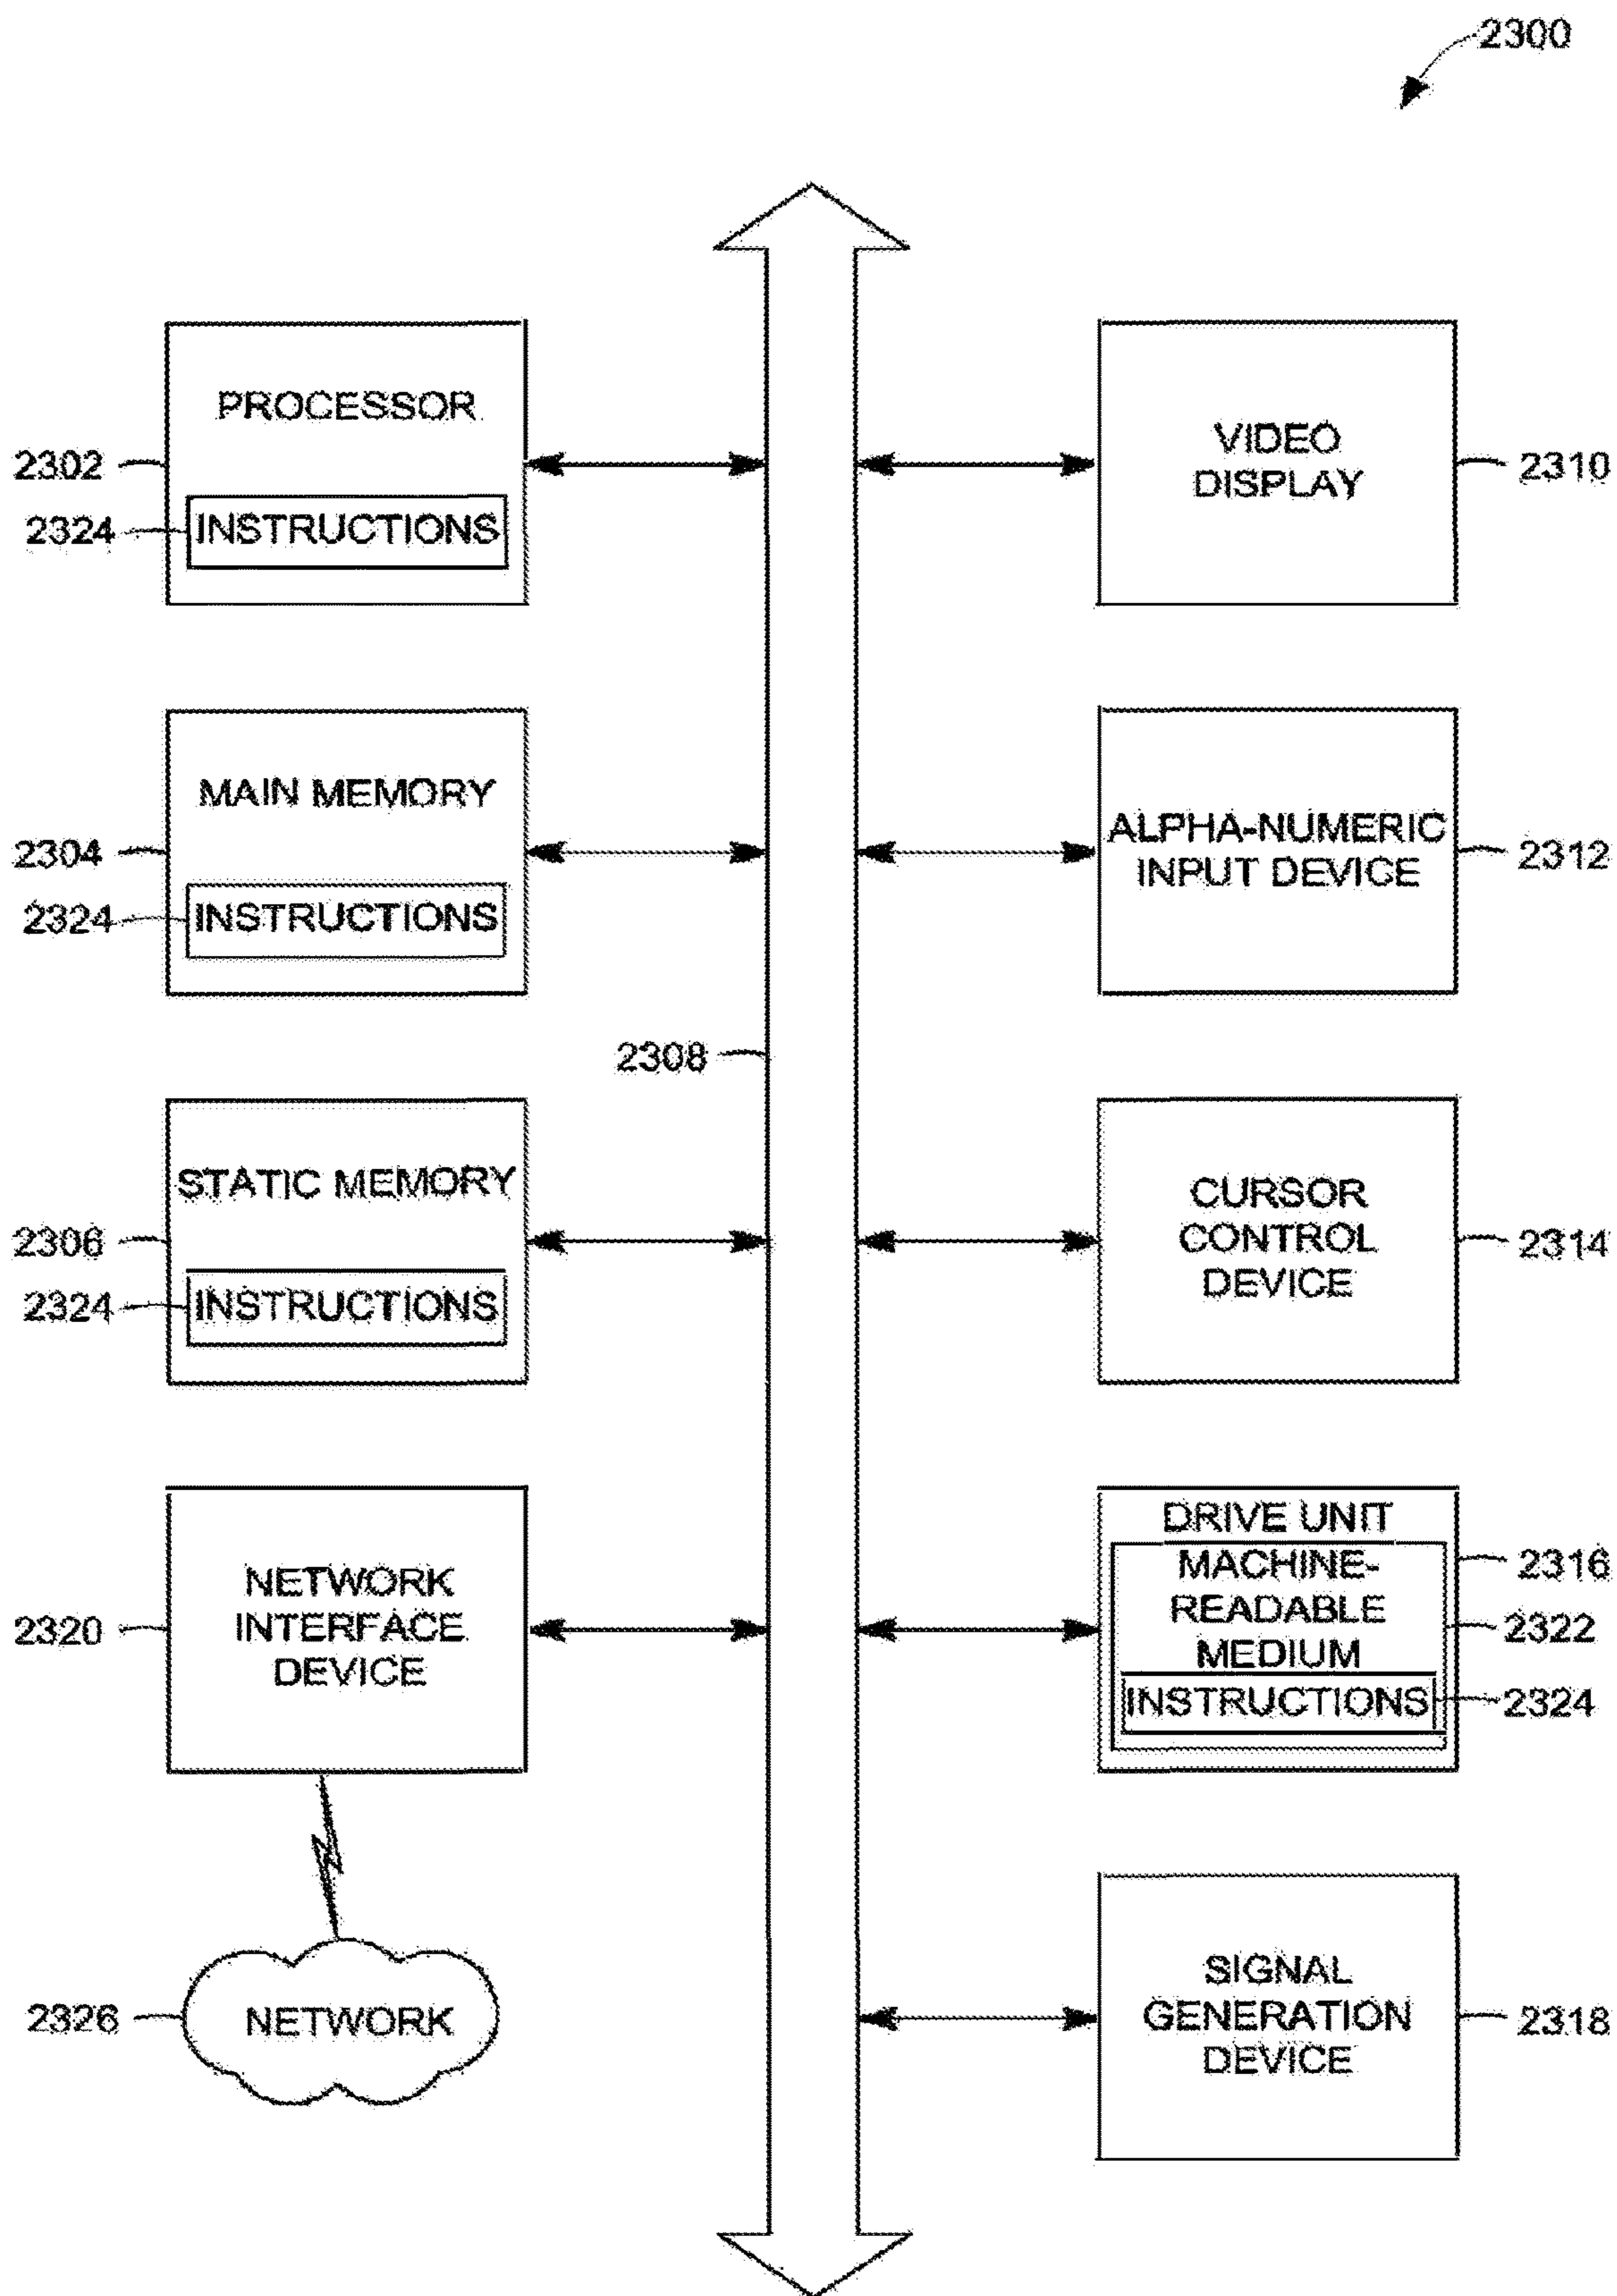 2300
PROCESSOR
2302
2324
INSTRUCTIONS
VIDEO
DISPLAY
2310
MAIN MEMORY
2304
2324
INSTRUCTIONS
ALPHA-NUMERIC
INPUT DEVICE
2312
2308
STATIC MEMORY
2306
2324
INSTRUCTIONS
CURSOR
CONTROL
DEVICE
2314
NETWORK
INTERFACE
DEVICE
2320
DRIVE UNIT
MACHINE-
READABLE
MEDIUM
INSTRUCTIONS
2316
2322
2324
2326
NETWORK
SIGNAL
GENERATION
DEVICE
2318